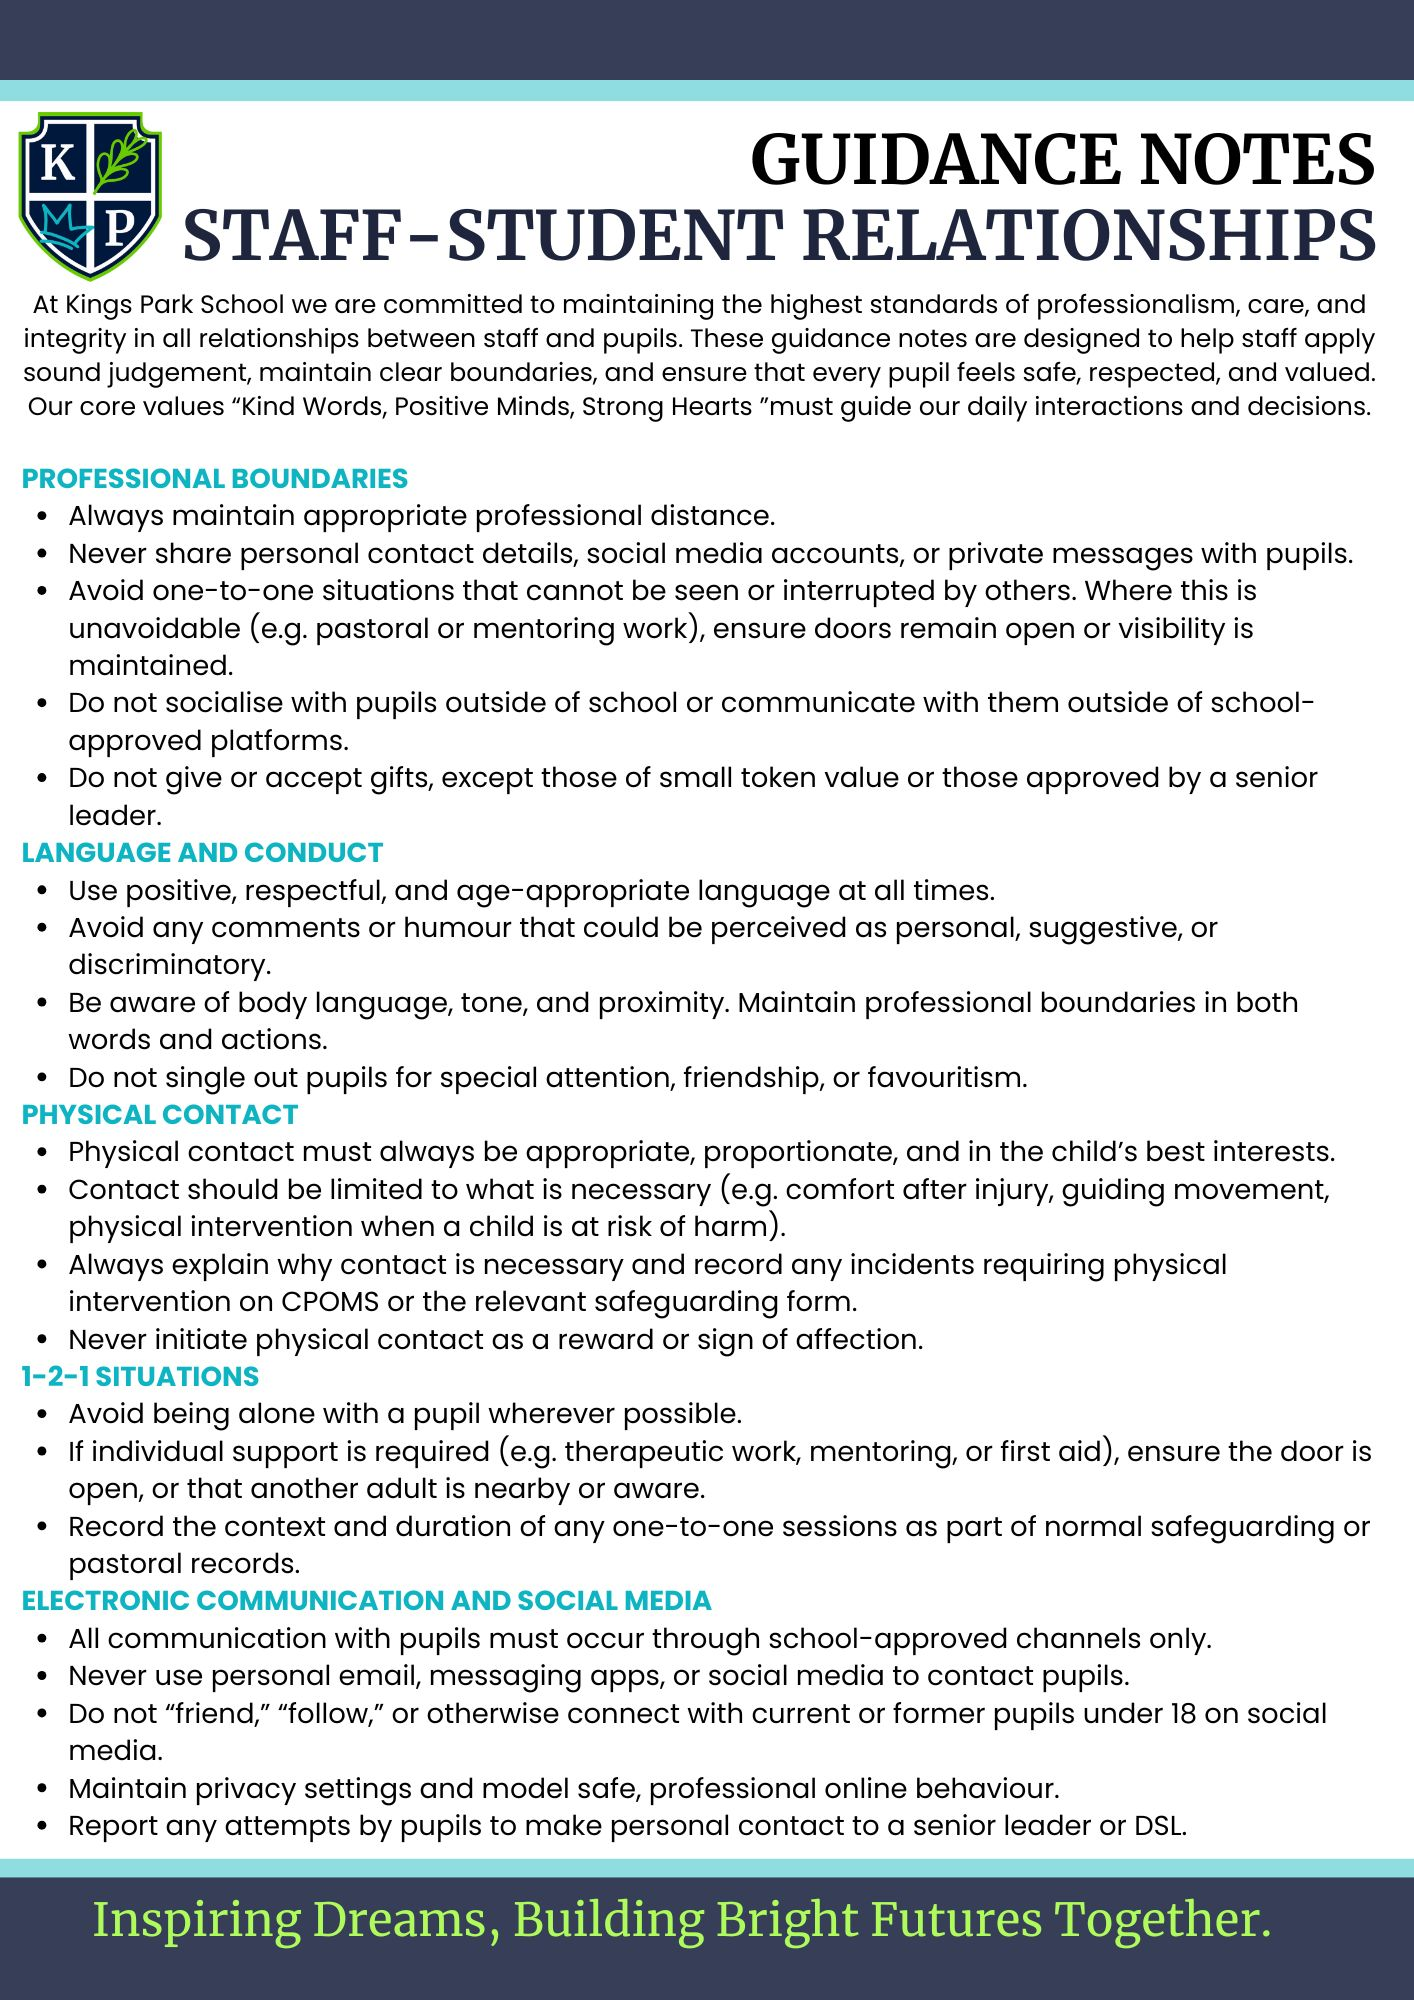 K
P
GUIDANCE NOTES
STAFF-STUDENT RELATIONSHIPS
At Kings Park School we are committed to maintaining the highest standards of professionalism, care, and
integrity in all relationships between staff and pupils. These guidance notes are designed to help staff apply
sound judgement, maintain clear boundaries, and ensure that every pupil feels safe, respected, and valued.
Our core values “Kind Words, Positive Minds, Strong Hearts ”must guide our daily interactions and decisions.
PROFESSIONAL BOUNDARIES
• Always maintain appropriate professional distance.
• Never share personal contact details, social media accounts, or private messages with pupils.
• Avoid one-to-one situations that cannot be seen or interrupted by others. Where this is
unavoidable (e.g. pastoral or mentoring work), ensure doors remain open or visibility is
maintained.
• Do not socialise with pupils outside of school or communicate with them outside of school-
approved platforms.
• Do not give or accept gifts, except those of small token value or those approved by a senior
leader.
LANGUAGE AND CONDUCT
• Use positive, respectful, and age-appropriate language at all times.
• Avoid any comments or humour that could be perceived as personal, suggestive, or
discriminatory.
• Be aware of body language, tone, and proximity. Maintain professional boundaries in both
words and actions.
• Do not single out pupils for special attention, friendship, or favouritism.
PHYSICAL CONTACT
• Physical contact must always be appropriate, proportionate, and in the child’s best interests.
• Contact should be limited to what is necessary (e.g. comfort after injury, guiding movement,
physical intervention when a child is at risk of harm).
• Always explain why contact is necessary and record any incidents requiring physical
intervention on CPOMS or the relevant safeguarding form.
• Never initiate physical contact as a reward or sign of affection.
1-2-1 SITUATIONS
• Avoid being alone with a pupil wherever possible.
• If individual support is required (e.g. therapeutic work, mentoring, or first aid), ensure the door is
open, or that another adult is nearby or aware.
• Record the context and duration of any one-to-one sessions as part of normal safeguarding or
pastoral records.
ELECTRONIC COMMUNICATION AND SOCIAL MEDIA
• All communication with pupils must occur through school-approved channels only.
• Never use personal email, messaging apps, or social media to contact pupils.
• Do not “friend,” “follow,” or otherwise connect with current or former pupils under 18 on social
media.
• Maintain privacy settings and model safe, professional online behaviour.
• Report any attempts by pupils to make personal contact to a senior leader or DSL.
Inspiring Dreams, Building Bright Futures Together.